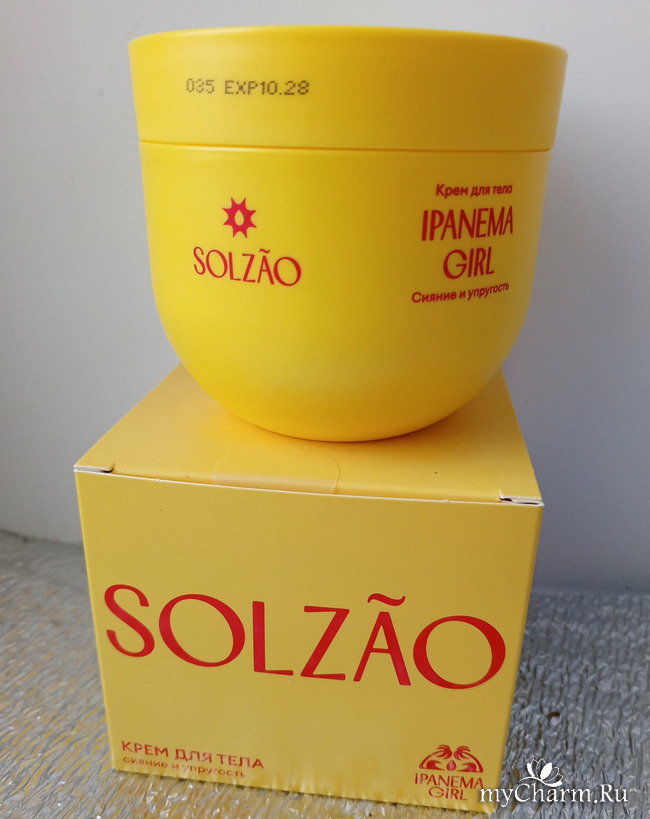 035 EXP10.28
SOLZÃO
Крем для тела
IPANEMA
GIRL
Сияние и упругость
SOLZÃO
КРЕМ ДЛЯ ТЕЛА
сияние и упругость
IPANEMA
GIRL
myCharm.Ru